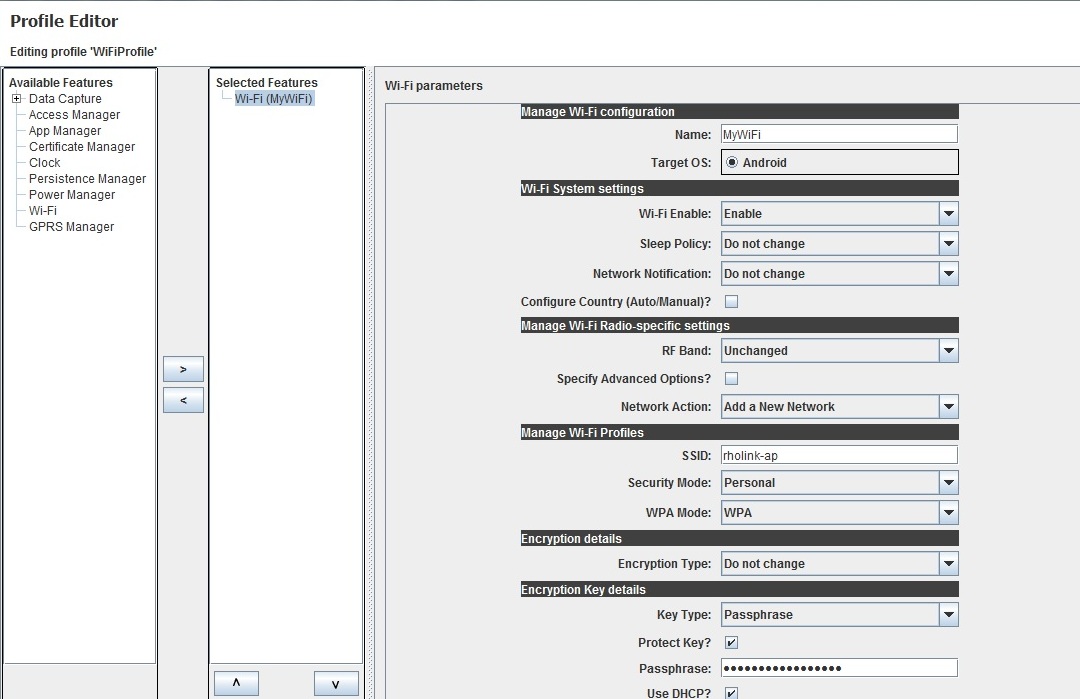 Profile Editor
Editing profile 'WiFiProfile'
Available Features
Data Capture
Access Manager
App Manager
Certificate Manager
Clock
Persistence Manager
Power Manager
Wi-Fi
GPRS Manager
>
<
Selected Features
Wi-Fi (MyWiFi)
Wi-Fi parameters
Manage Wi-Fi configuration
Name: MyWiFi
Target OS: Android
Wi-Fi System settings
Wi-Fi Enable: Enable
Sleep Policy: Do not change
Network Notification: Do not change
Configure Country (Auto/Manual)?
Manage Wi-Fi Radio-specific settings
RF Band: Unchanged
Specify Advanced Options?
Network Action: Add a New Network
Manage Wi-Fi Profiles
SSID: rholink-ap
Security Mode: Personal
WPA Mode: WPA
Encryption details
Encryption Type: Do not change
Encryption Key details
Key Type: Passphrase
Protect Key?
Passphrase: •••••••••••••••••
Use DHCP?